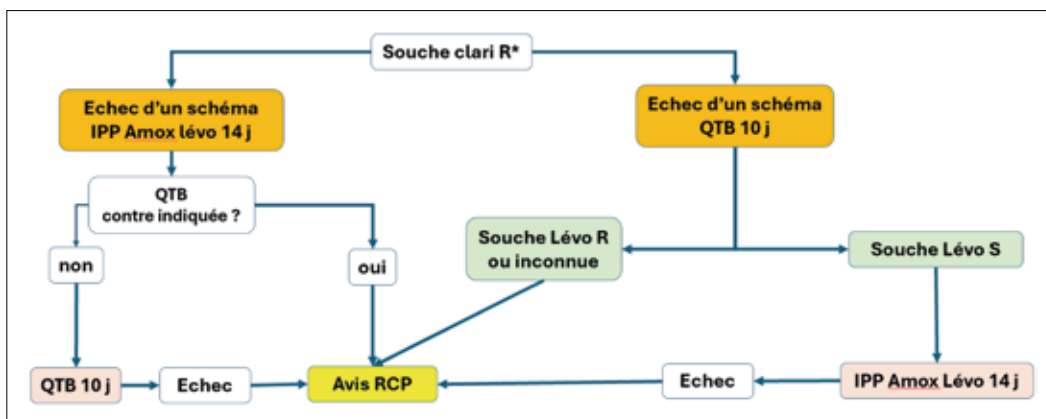 Souche clari R*
Echec d'un schéma
IPP Amox lévo 14 j
Echec d'un schéma
QTB 10 j
QTB
contre indiquée ?
non
oui
Souche Lévo R
ou inconnue
Souche Lévo S
QTB 10 j
Echec
Avis RCP
Echec
IPP Amox Lévo 14 j